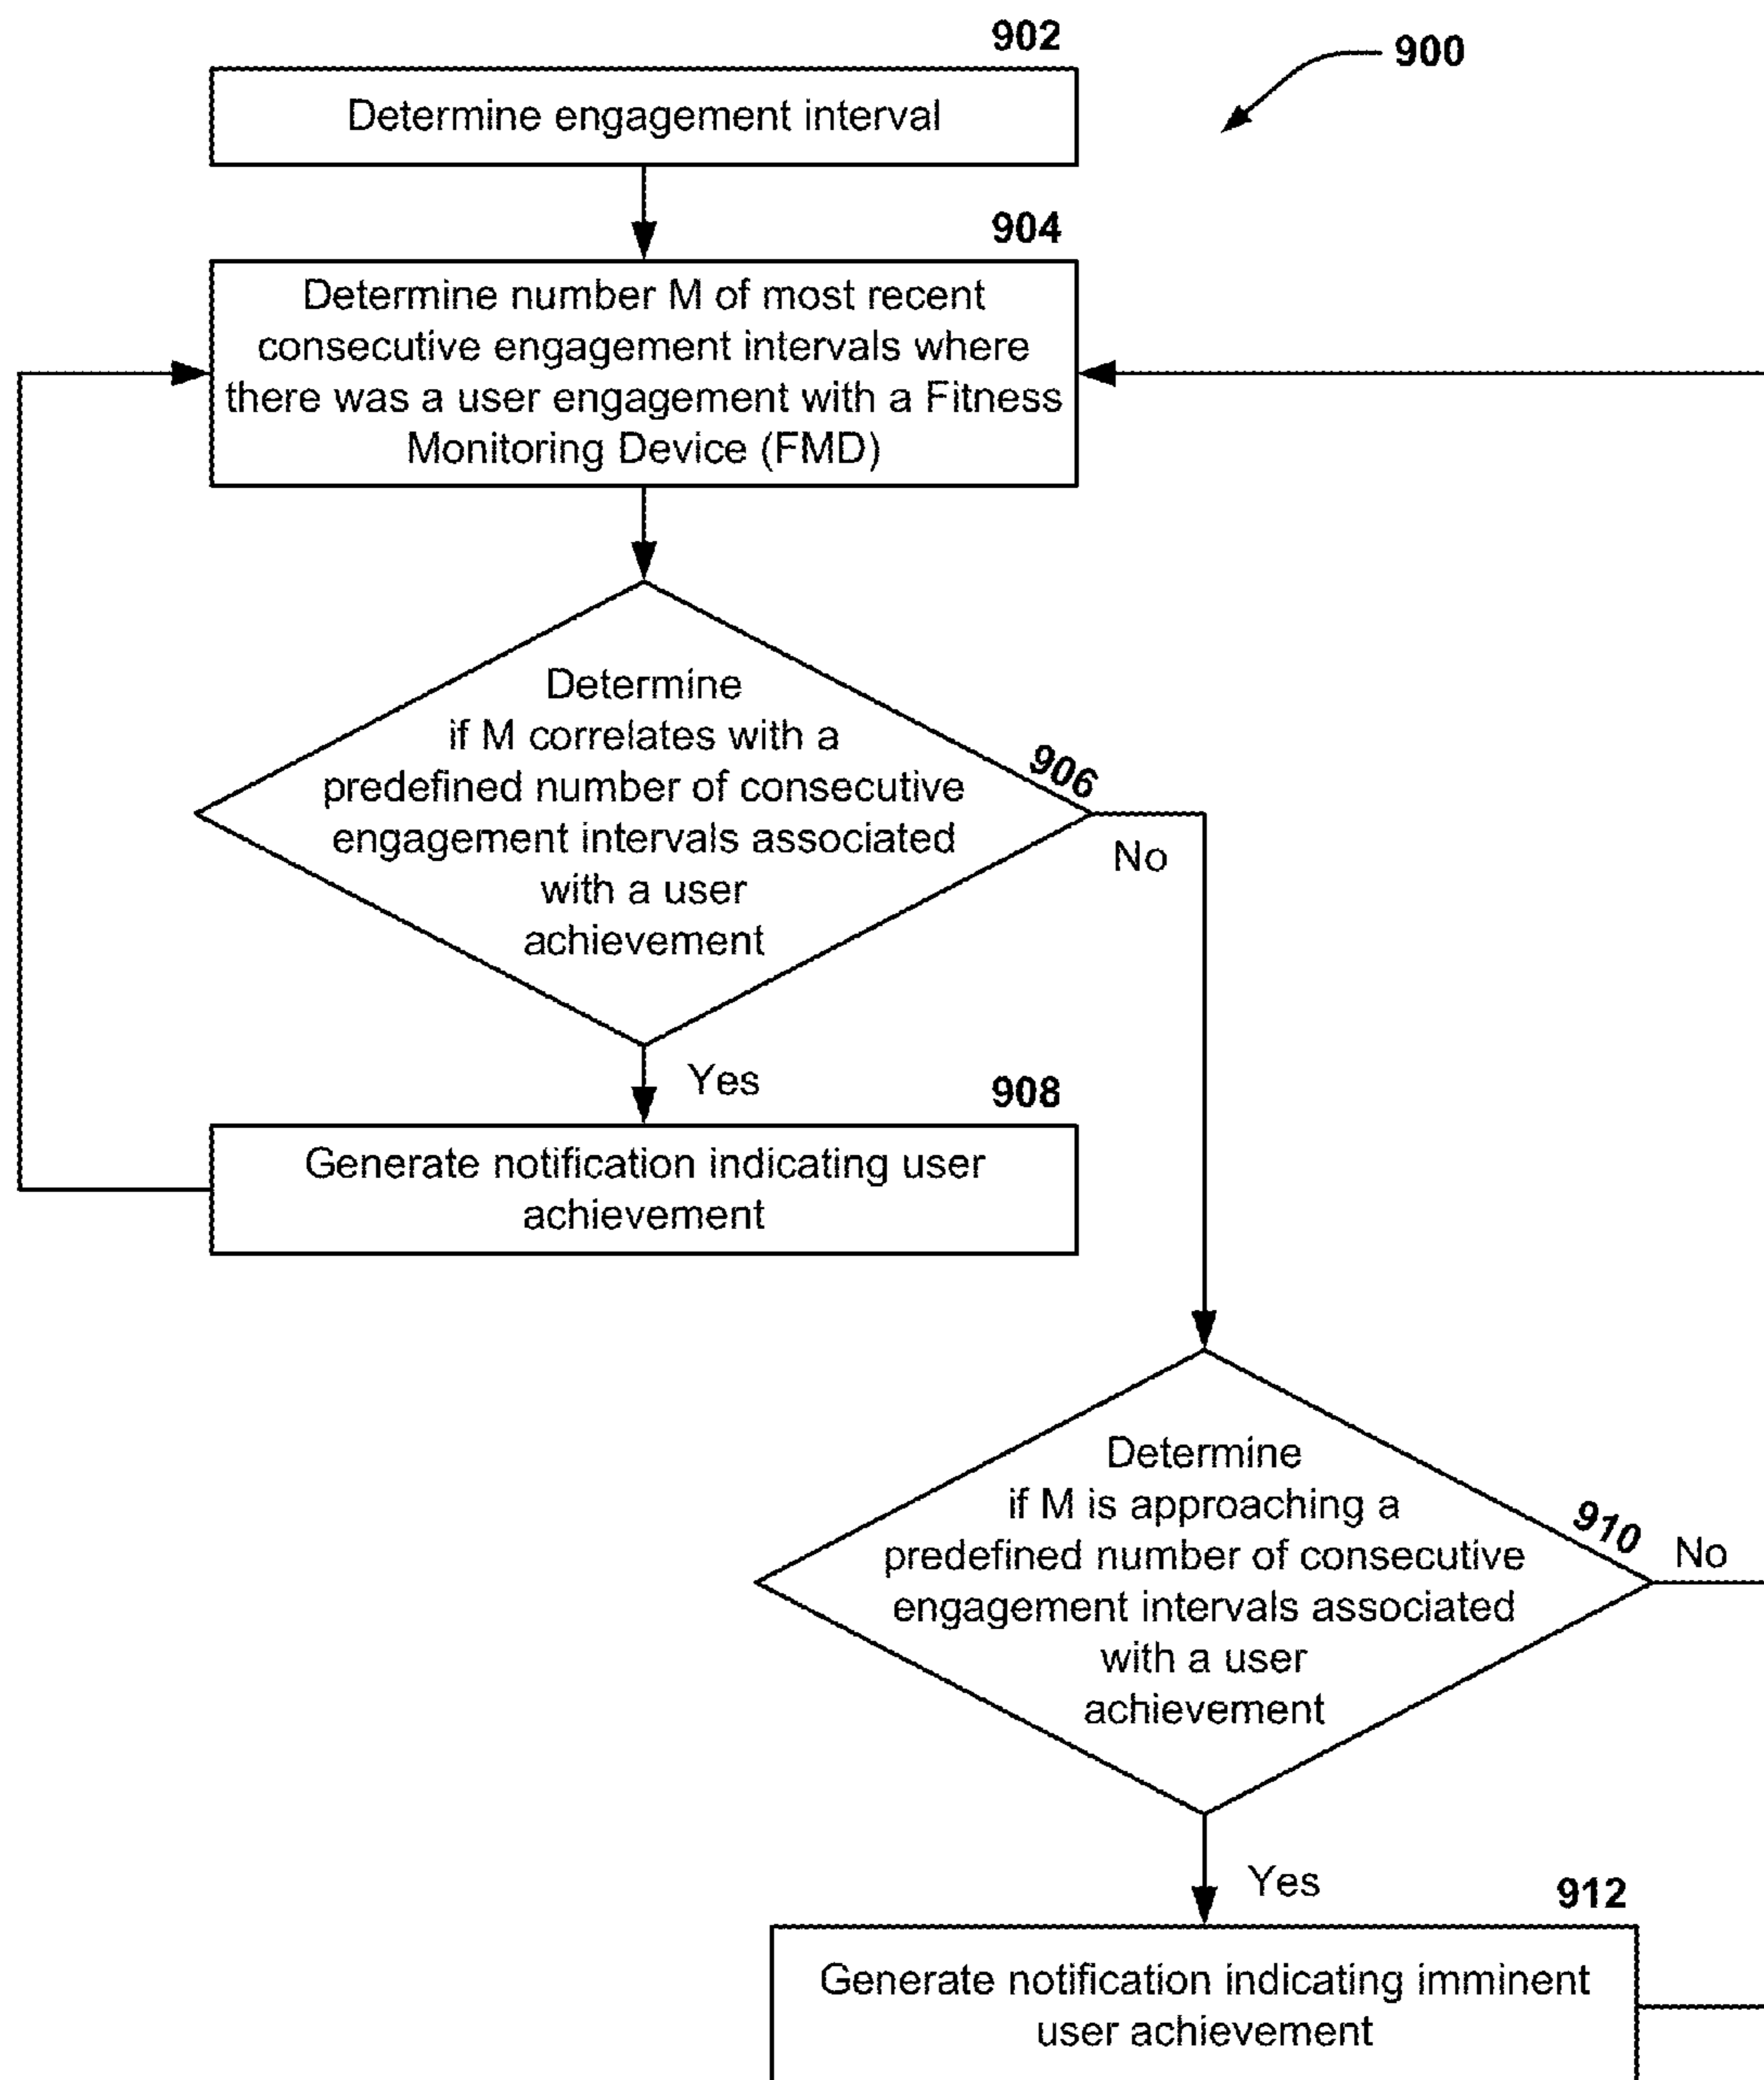 902
900
Determine engagement interval
904
Determine number M of most recent
consecutive engagement intervals where
there was a user engagement with a Fitness
Monitoring Device (FMD)
Determine
if M correlates with a
predefined number of consecutive
engagement intervals associated
with a user
achievement
906
No
Yes
908
Generate notification indicating user
achievement
Determine
if M is approaching a
predefined number of consecutive
engagement intervals associated
with a user
achievement
910
No
Yes
912
Generate notification indicating imminent
user achievement